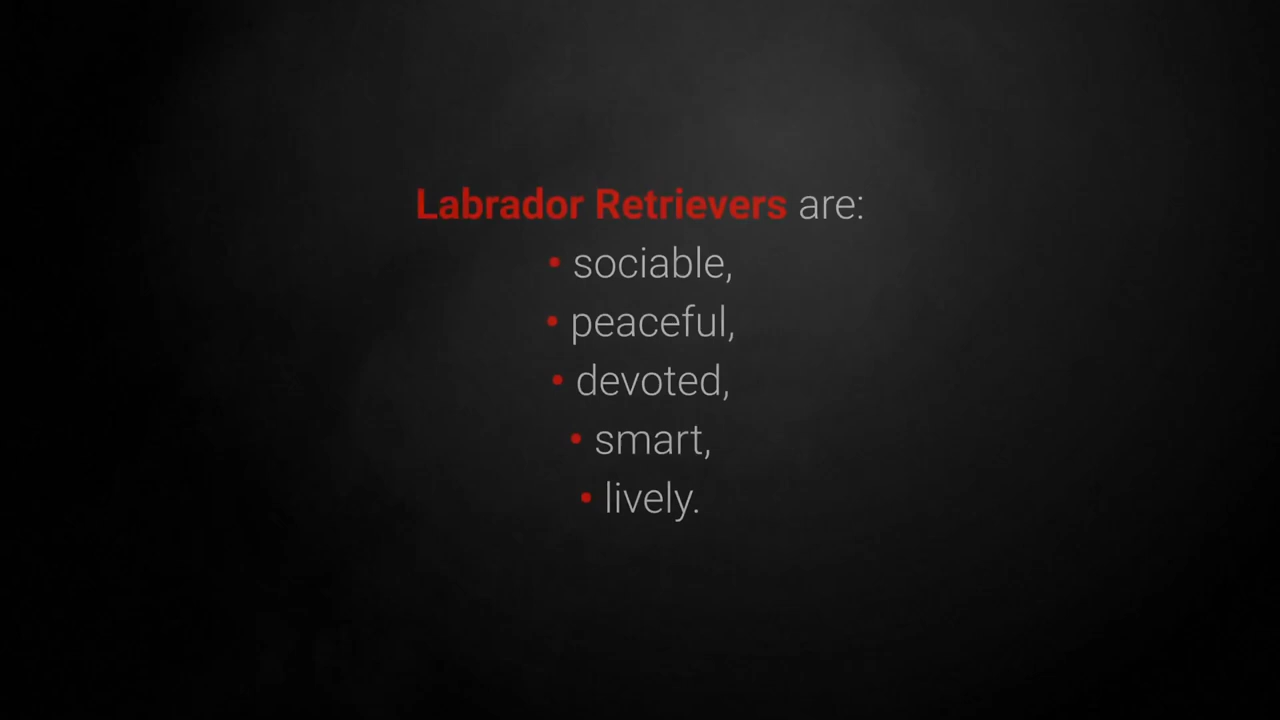 Labrador Retrievers are:
• sociable,
• peaceful,
• devoted,
• smart,
• lively.